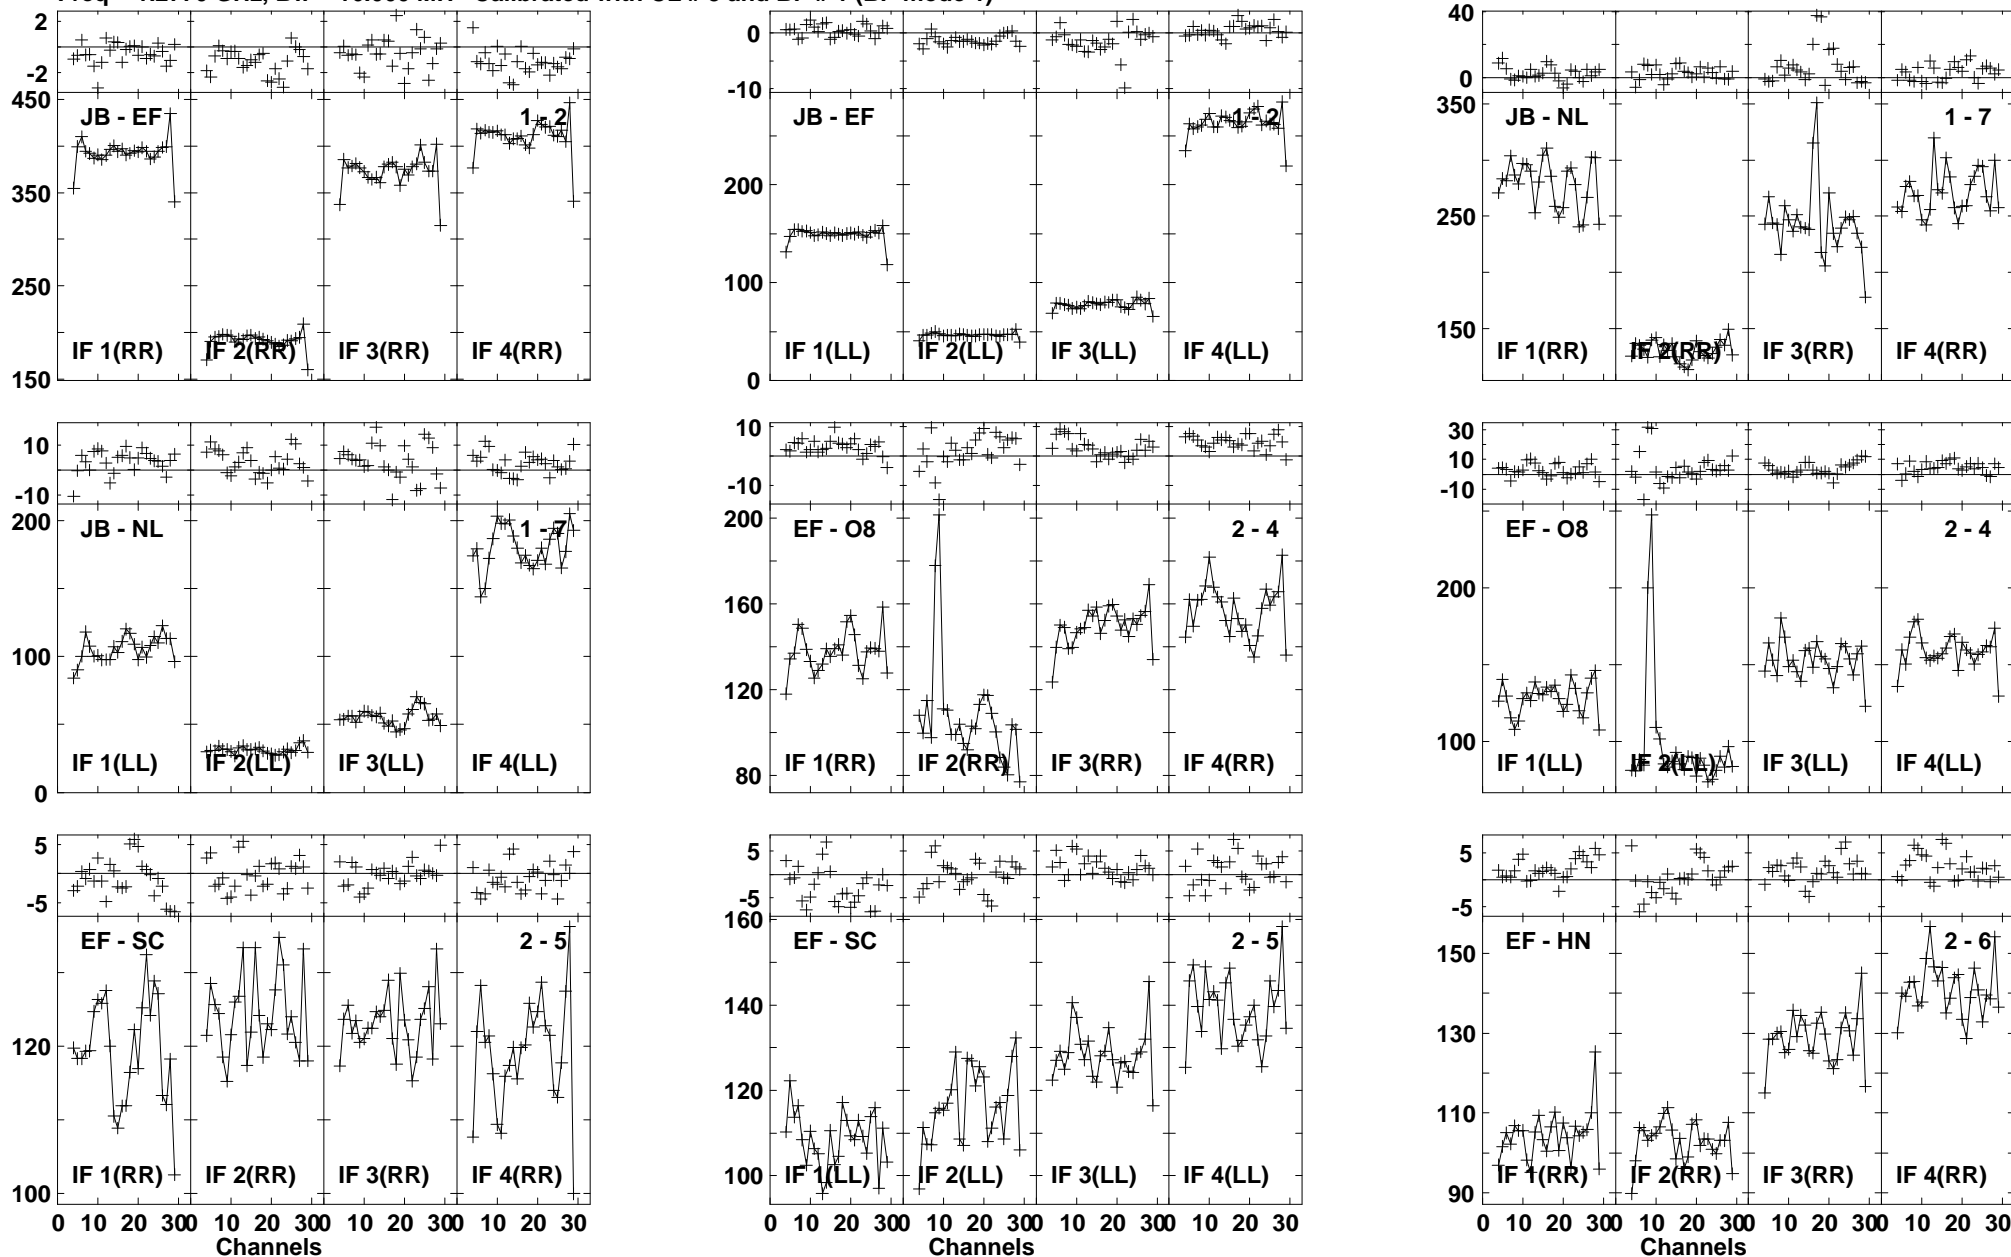 2
-2
450
350
250
150
JB - EF
1 - 2
IF 1(RR)
IF 2(RR)
IF 3(RR)
IF 4(RR)
0
-10
200
100
0
JB - EF
1 - 2
IF 1(LL)
IF 2(LL)
IF 3(LL)
IF 4(LL)
40
0
350
250
150
JB - NL
1 - 7
IF 1(RR)
IF 2(RR)
IF 3(RR)
IF 4(RR)
10
-10
200
100
0
JB - NL
1 - 7
IF 1(LL)
IF 2(LL)
IF 3(LL)
IF 4(LL)
10
-10
200
160
120
80
EF - O8
2 - 4
IF 1(RR)
IF 2(RR)
IF 3(RR)
IF 4(RR)
30
10
-10
200
100
EF - O8
2 - 4
IF 1(LL)
IF 2(LL)
IF 3(LL)
IF 4(LL)
5
-5
120
100
EF - SC
2 - 5
IF 1(RR)
IF 2(RR)
IF 3(RR)
IF 4(RR)
0 10 20 30 0 10 20 30 0 10 20 30 0 10 20 30
Channels
5
-5
160
140
120
100
EF - SC
2 - 5
IF 1(LL)
IF 2(LL)
IF 3(LL)
IF 4(LL)
0 10 20 30 0 10 20 30 0 10 20 30 0 10 20 30
Channels
5
-5
150
130
110
90
EF - HN
2 - 6
IF 1(RR)
IF 2(RR)
IF 3(RR)
IF 4(RR)
0 10 20 30 0 10 20 30 0 10 20 30 0 10 20 30
Channels